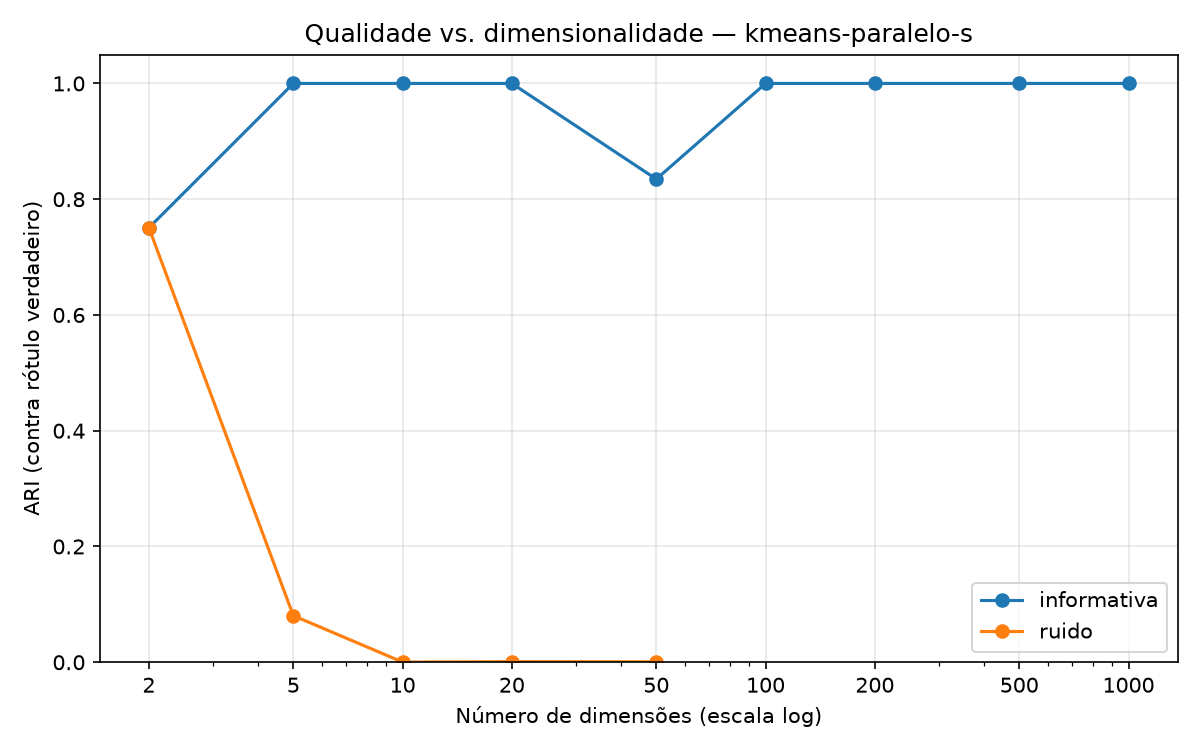 Qualidade vs. dimensionalidade — kmeans-paralelo-s
ARI (contra rótulo verdadeiro)
1.0
0.8
0.6
0.4
0.2
0.0
2 5 10 20 50 100 200 500 1000
Número de dimensões (escala log)
informativa
ruido